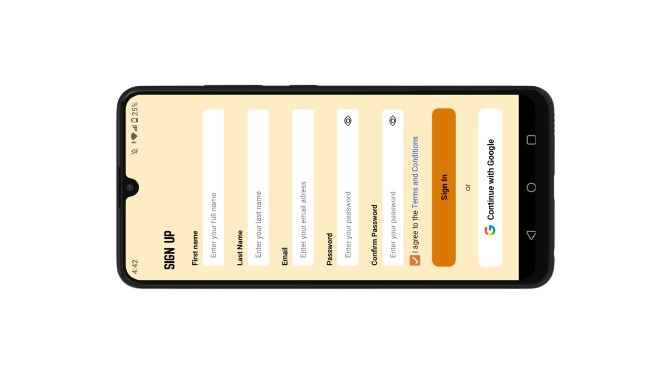 4:42 25%
SIGN UP
First name
Enter your full name
Last Name
Enter your last name
Email
Enter your email adress
Password
Enter your password
Confirm Password
Enter your password
I agree to the Terms and Conditions
Sign In
or
Continue with Google